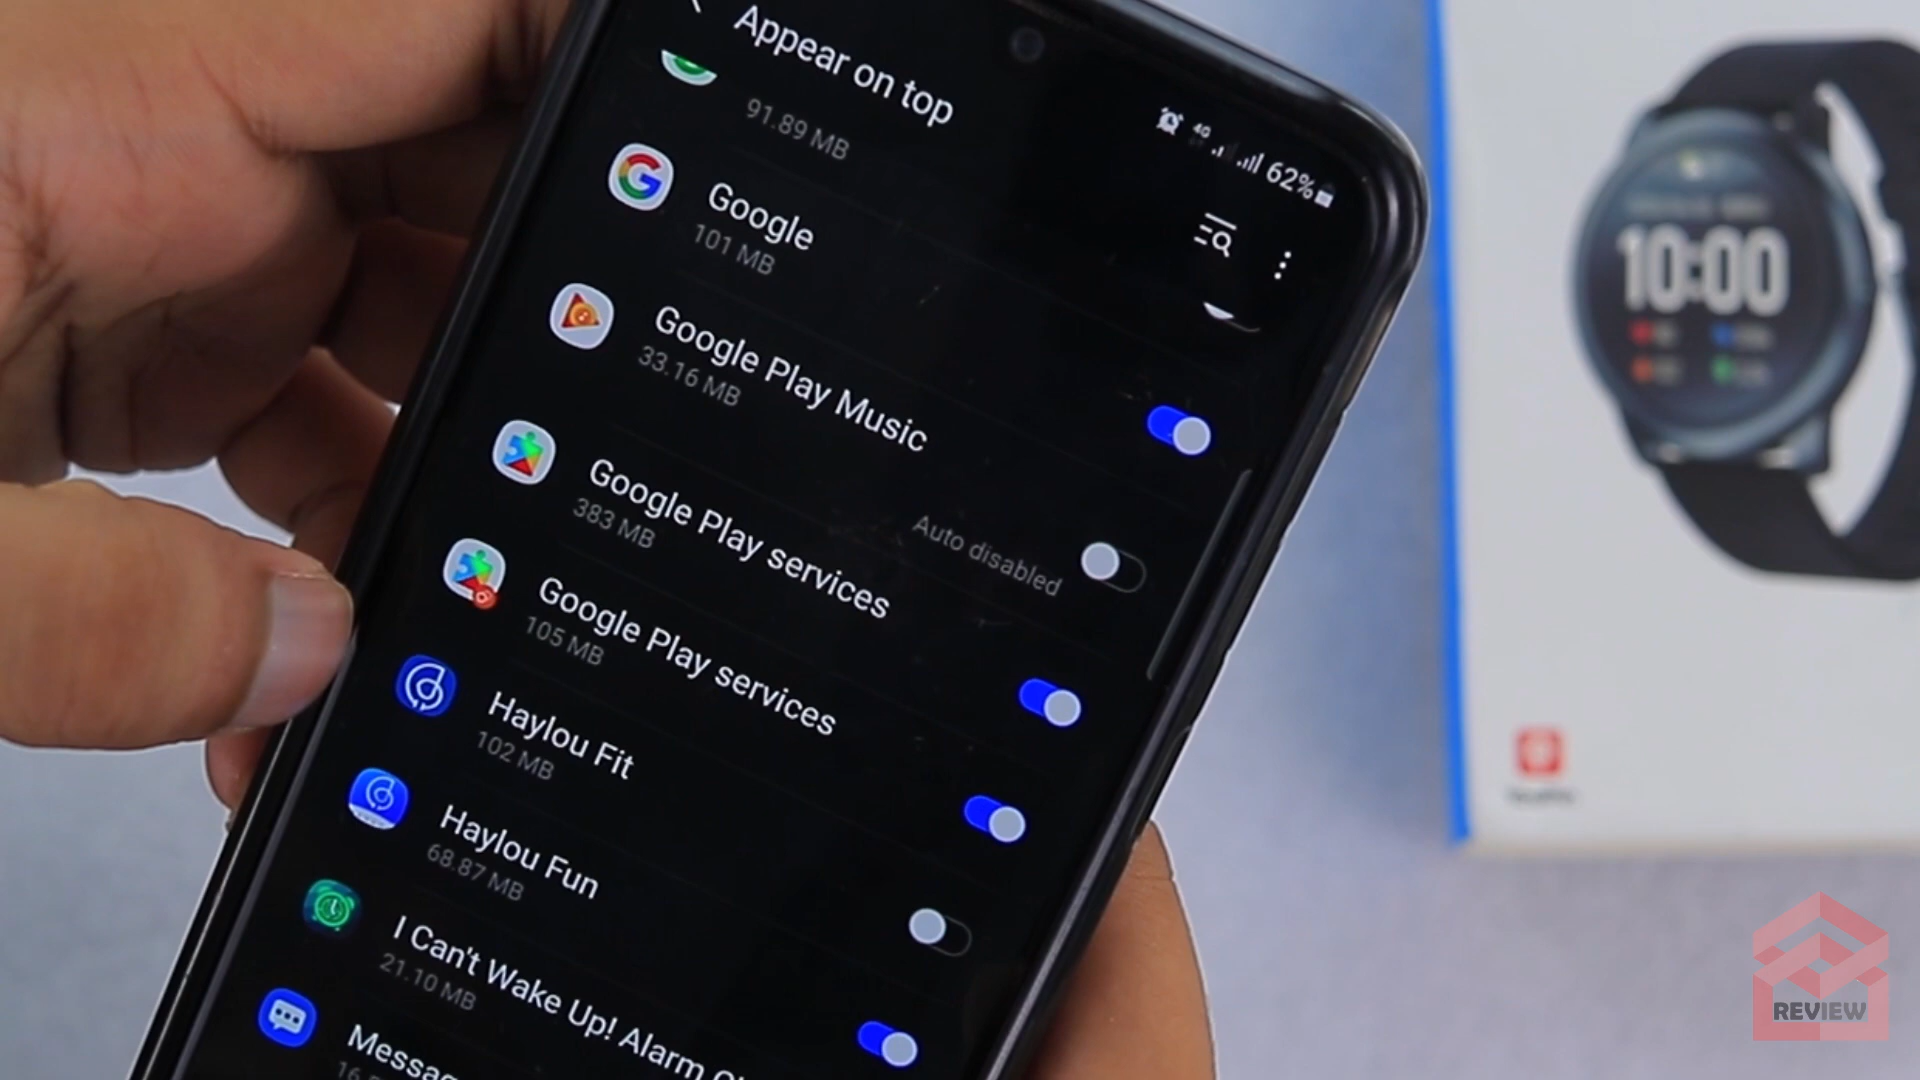 Appear on top
4G 62%
91.89 MB
Google
101 MB
Google Play Music
33.16 MB
Google Play services
383 MB
Auto disabled
Google Play services
105 MB
Haylou Fit
102 MB
Haylou Fun
68.87 MB
I Can't Wake Up! Alarm
21.10 MB
10:00
REVIEW